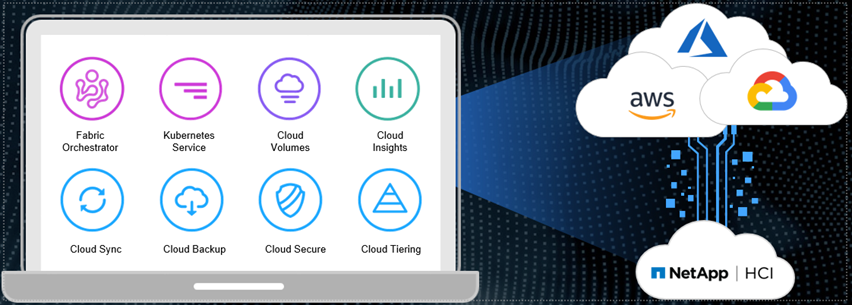 Fabric
Orchestrator
Kubernetes
Service
Cloud
Volumes
Cloud
Insights
Cloud Sync
Cloud Backup
Cloud Secure
Cloud Tiering
aws
NetApp | HCI